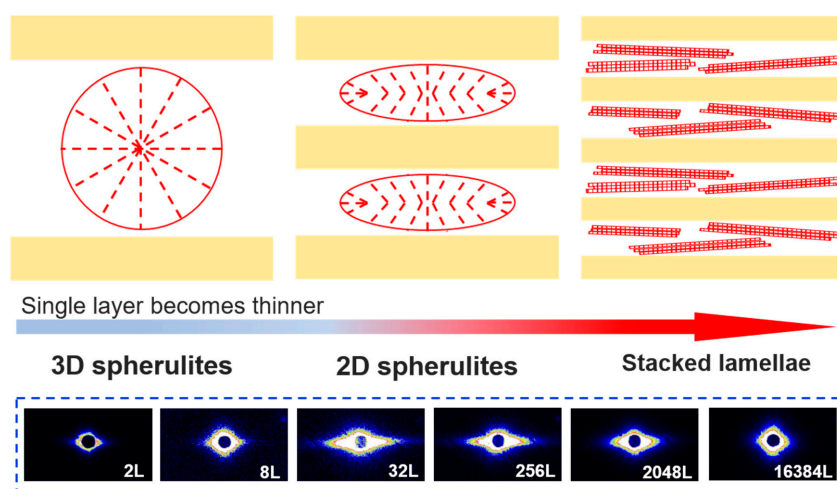 Single layer becomes thinner
3D spherulites
2D spherulites
Stacked lamellae
2L
8L
32L
256L
2048L
16384L